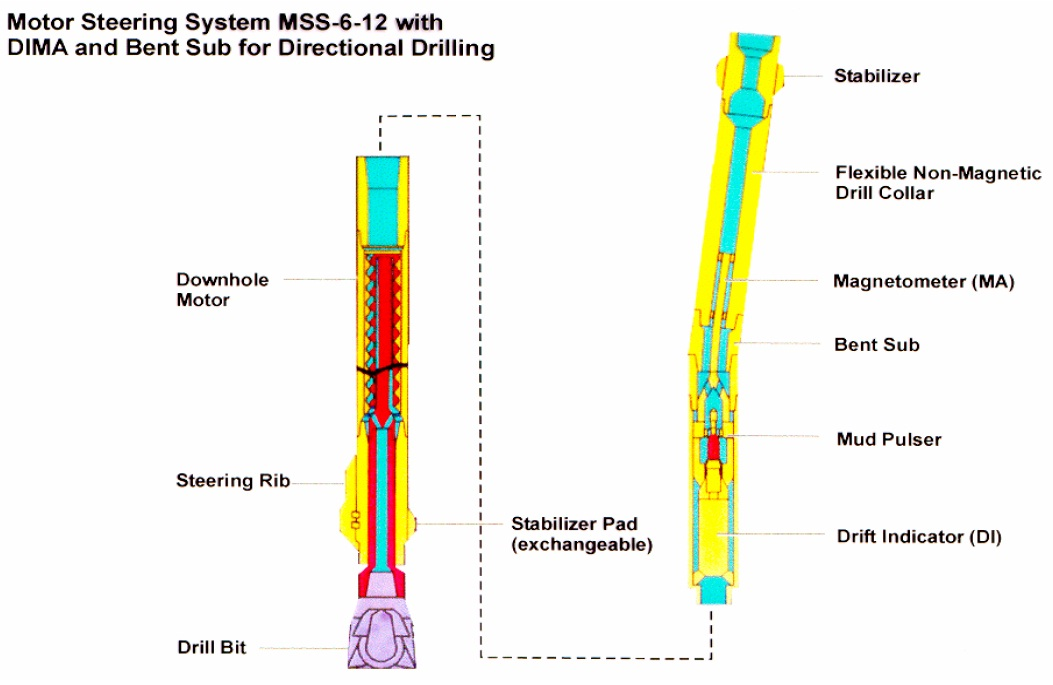 Motor Steering System MSS-6-12 with
DIMA and Bent Sub for Directional Drilling
Downhole
Motor
Steering Rib
Stabilizer Pad
(exchangeable)
Drill Bit
Stabilizer
Flexible Non-Magnetic
Drill Collar
Magnetometer (MA)
Bent Sub
Mud Pulser
Drift Indicator (DI)